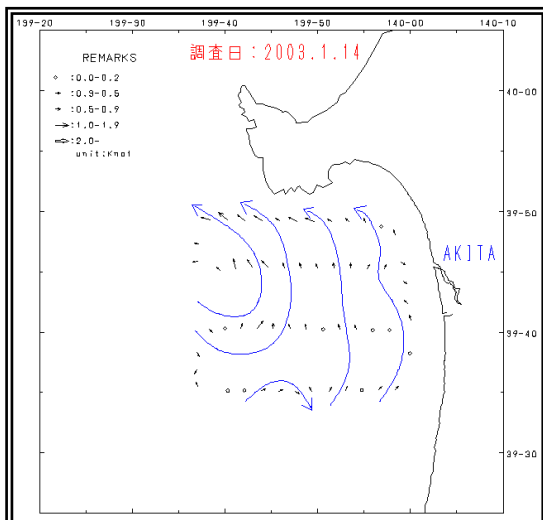 139-20 139-40 139-50 140-00 140-10
REMARKS
調査日：2003.1.14
:0.0-0.2
:0.3-0.5
:0.5-0.9
:1.0-1.9
:2.0-
unit:Knot
40-00
39-50
AKITA
39-40
39-30